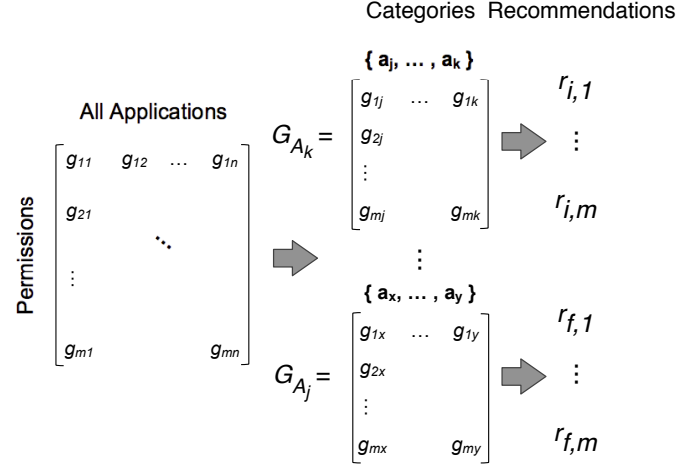 Categories Recommendations
{ aj, … , ak }
All Applications
Permissions
g11 g12 … g1n
g21
⋱
⋮
gm1 gmn
GAk =
g1j … g1k
g2j
⋮
gmj gmk
ri,1
⋮
ri,m
⋮
{ ax, … , ay }
GAj =
g1x … g1y
g2x
⋮
gmx gmy
rf,1
⋮
rf,m